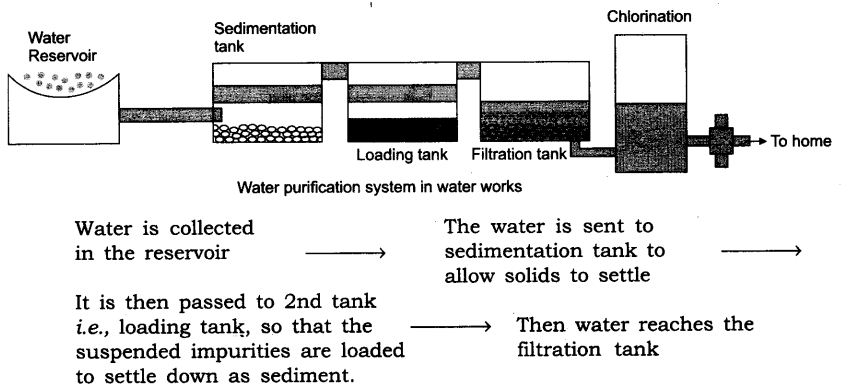 Chlorination
Water
Reservoir
Sedimentation
tank
Loading tank
Filtration tank
To home
Water purification system in water works
Water is collected
in the reservoir
The water is sent to
sedimentation tank to
allow solids to settle
It is then passed to 2nd tank
i.e., loading tank, so that the
suspended impurities are loaded
to settle down as sediment.
Then water reaches the
filtration tank